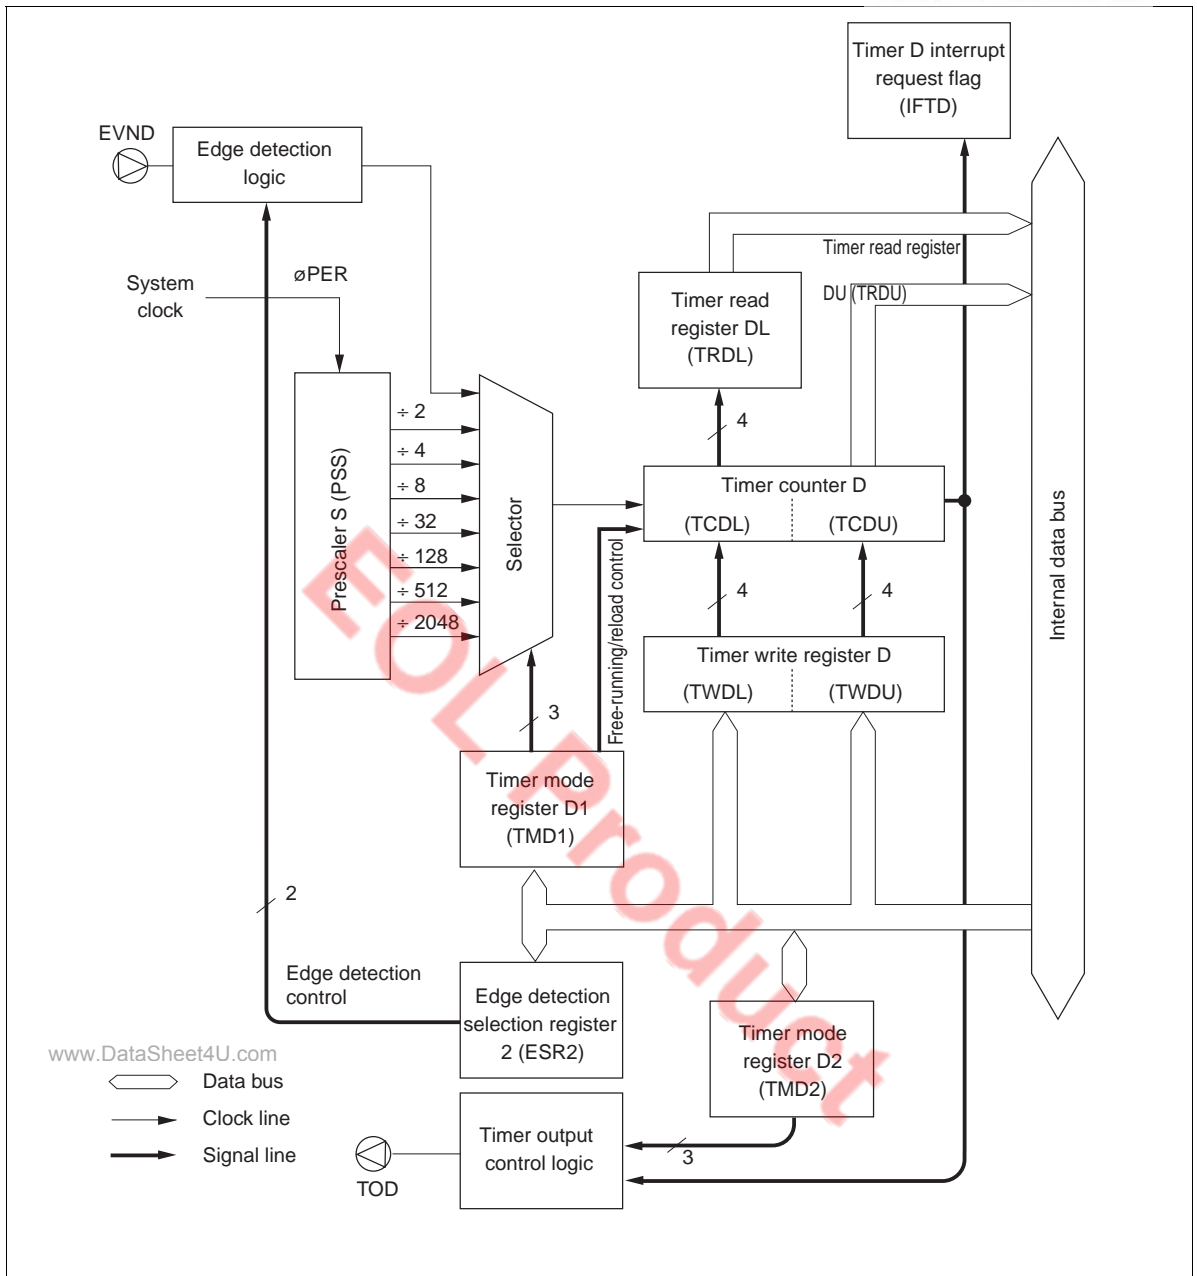 Timer D interrupt
request flag
(IFTD)
EVND
Edge detection
logic
Timer read register
øPER
System
clock
DU (TRDU)
Timer read
register DL
(TRDL)
÷ 2
÷ 4
÷ 8
÷ 32
÷ 128
÷ 512
÷ 2048
Prescaler S (PSS)
Selector
4
Timer counter D
(TCDL)
(TCDU)
Free-running/reload control
4
4
Timer write register D
(TWDL)
(TWDU)
Internal data bus
3
Timer mode
register D1
(TMD1)
2
Edge detection
control
Edge detection
selection register
2 (ESR2)
Timer mode
register D2
(TMD2)
www.DataSheet4U.com
Data bus
Clock line
Signal line
Timer output
control logic
3
TOD
EOL Product